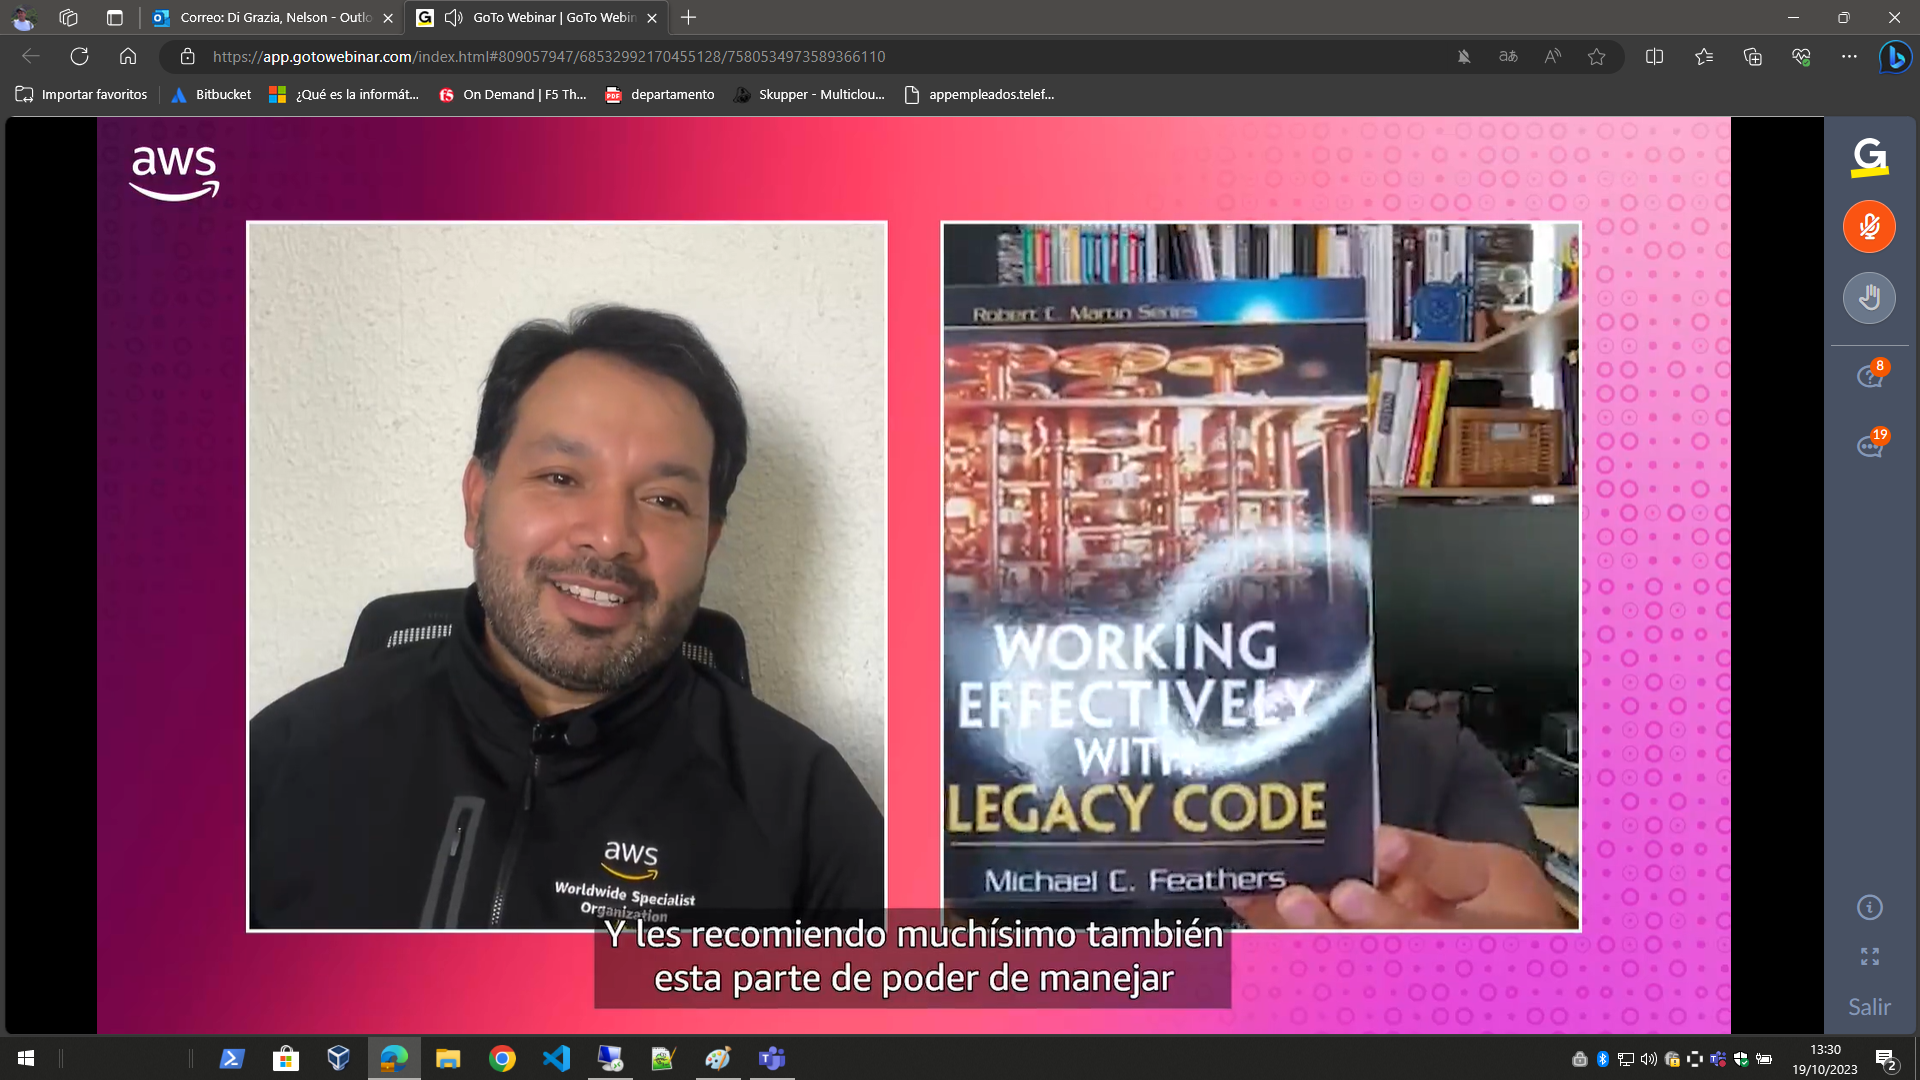 Correo: Di Grazia, Nelson - Outlo
GoTo Webinar | GoTo Webin
https://app.gotowebinar.com/index.html#809057947/68532992170455128/7580534973589366110
Importar favoritos
Bitbucket
¿Qué es la informát...
On Demand | F5 Th...
departamento
Skupper - Multiclou...
appempleados.telef...
aws
G
8
19
Robert C. Martin Series
WORKING
EFFECTIVELY
WITH
LEGACY CODE
Michael C. Feathers
aws
Worldwide Specialist
Organization
Y les recomiendo muchísimo también
esta parte de poder de manejar
Salir
13:30
19/10/2023
2